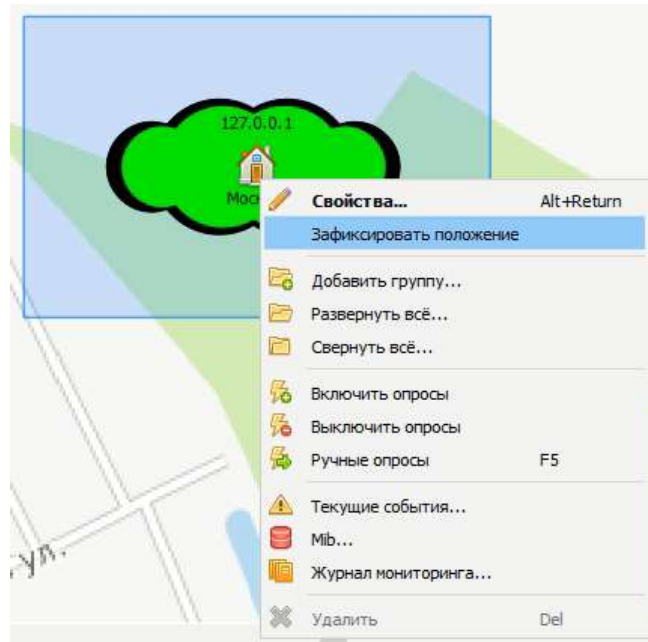 127.0.0.1
Свойства... Alt+Return
Зафиксировать положение
Добавить группу...
Развернуть всё...
Свернуть всё...
Включить опросы
Выключить опросы
Ручные опросы F5
Текущие события...
Mib...
Журнал мониторинга...
Удалить Del
ул.